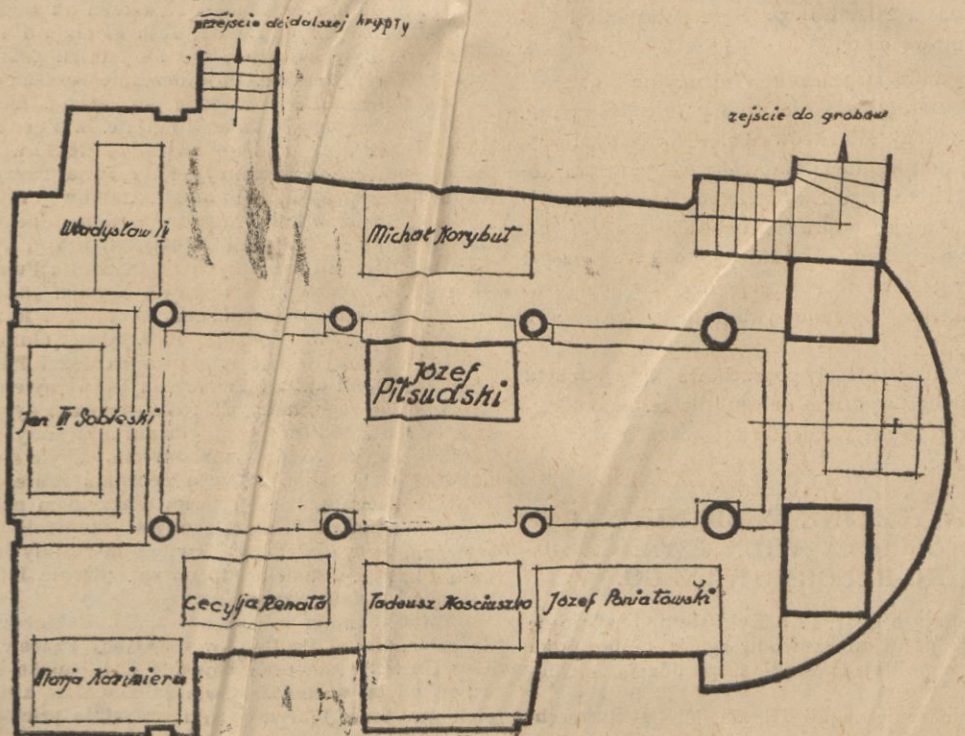 przejście do dalszej krypty
zejście do grobów
Władysław IV
Michał Korybut
Józef
Piłsudski
Jan III Sobieski
Cecylja Renata
Tadeusz Kościuszko
Józef Poniatowski
Marja Kazimiera